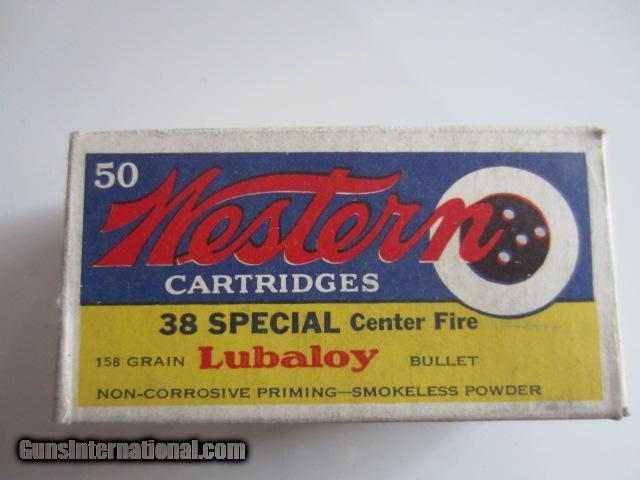 50
Western
CARTRIDGES
38 SPECIAL Center Fire
158 GRAIN Lubaloy BULLET
NON-CORROSIVE PRIMING—SMOKELESS POWDER
GunsInternational.com